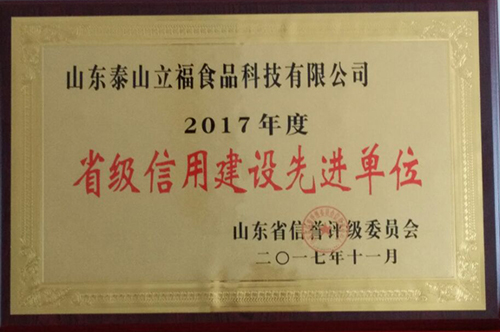 山东泰山立福食品科技有限公司
2017年度
省级信用建设先进单位
山东省信誉评级委员会
二〇一七年十一月